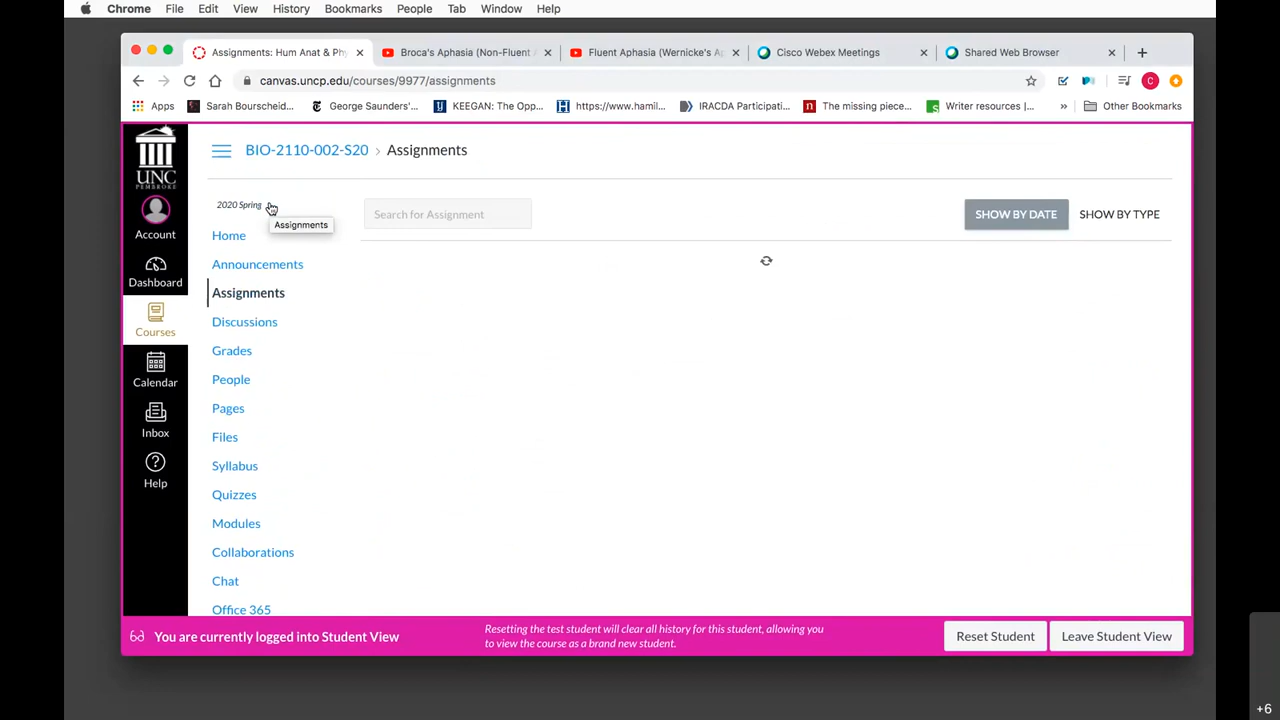 Chrome File Edit View History Bookmarks People Tab Window Help
Assignments: Hum Anat & Phy
Broca's Aphasia (Non-Fluent A
Fluent Aphasia (Wernicke's Ap
Cisco Webex Meetings
Shared Web Browser
canvas.uncp.edu/courses/9977/assignments
C
Apps
Sarah Bourscheid...
George Saunders'...
KEEGAN: The Opp...
https://www.hamil...
IRACDA Participati...
The missing piece...
Writer resources |...
»
Other Bookmarks
UNC
PEMBROKE
Account
Dashboard
Courses
Calendar
Inbox
Help
BIO-2110-002-S20 › Assignments
2020 Spring
Assignments
Home
Announcements
Assignments
Discussions
Grades
People
Pages
Files
Syllabus
Quizzes
Modules
Collaborations
Chat
Office 365
Search for Assignment
SHOW BY DATE
SHOW BY TYPE
You are currently logged into Student View
Resetting the test student will clear all history for this student, allowing you
to view the course as a brand new student.
Reset Student
Leave Student View
+6